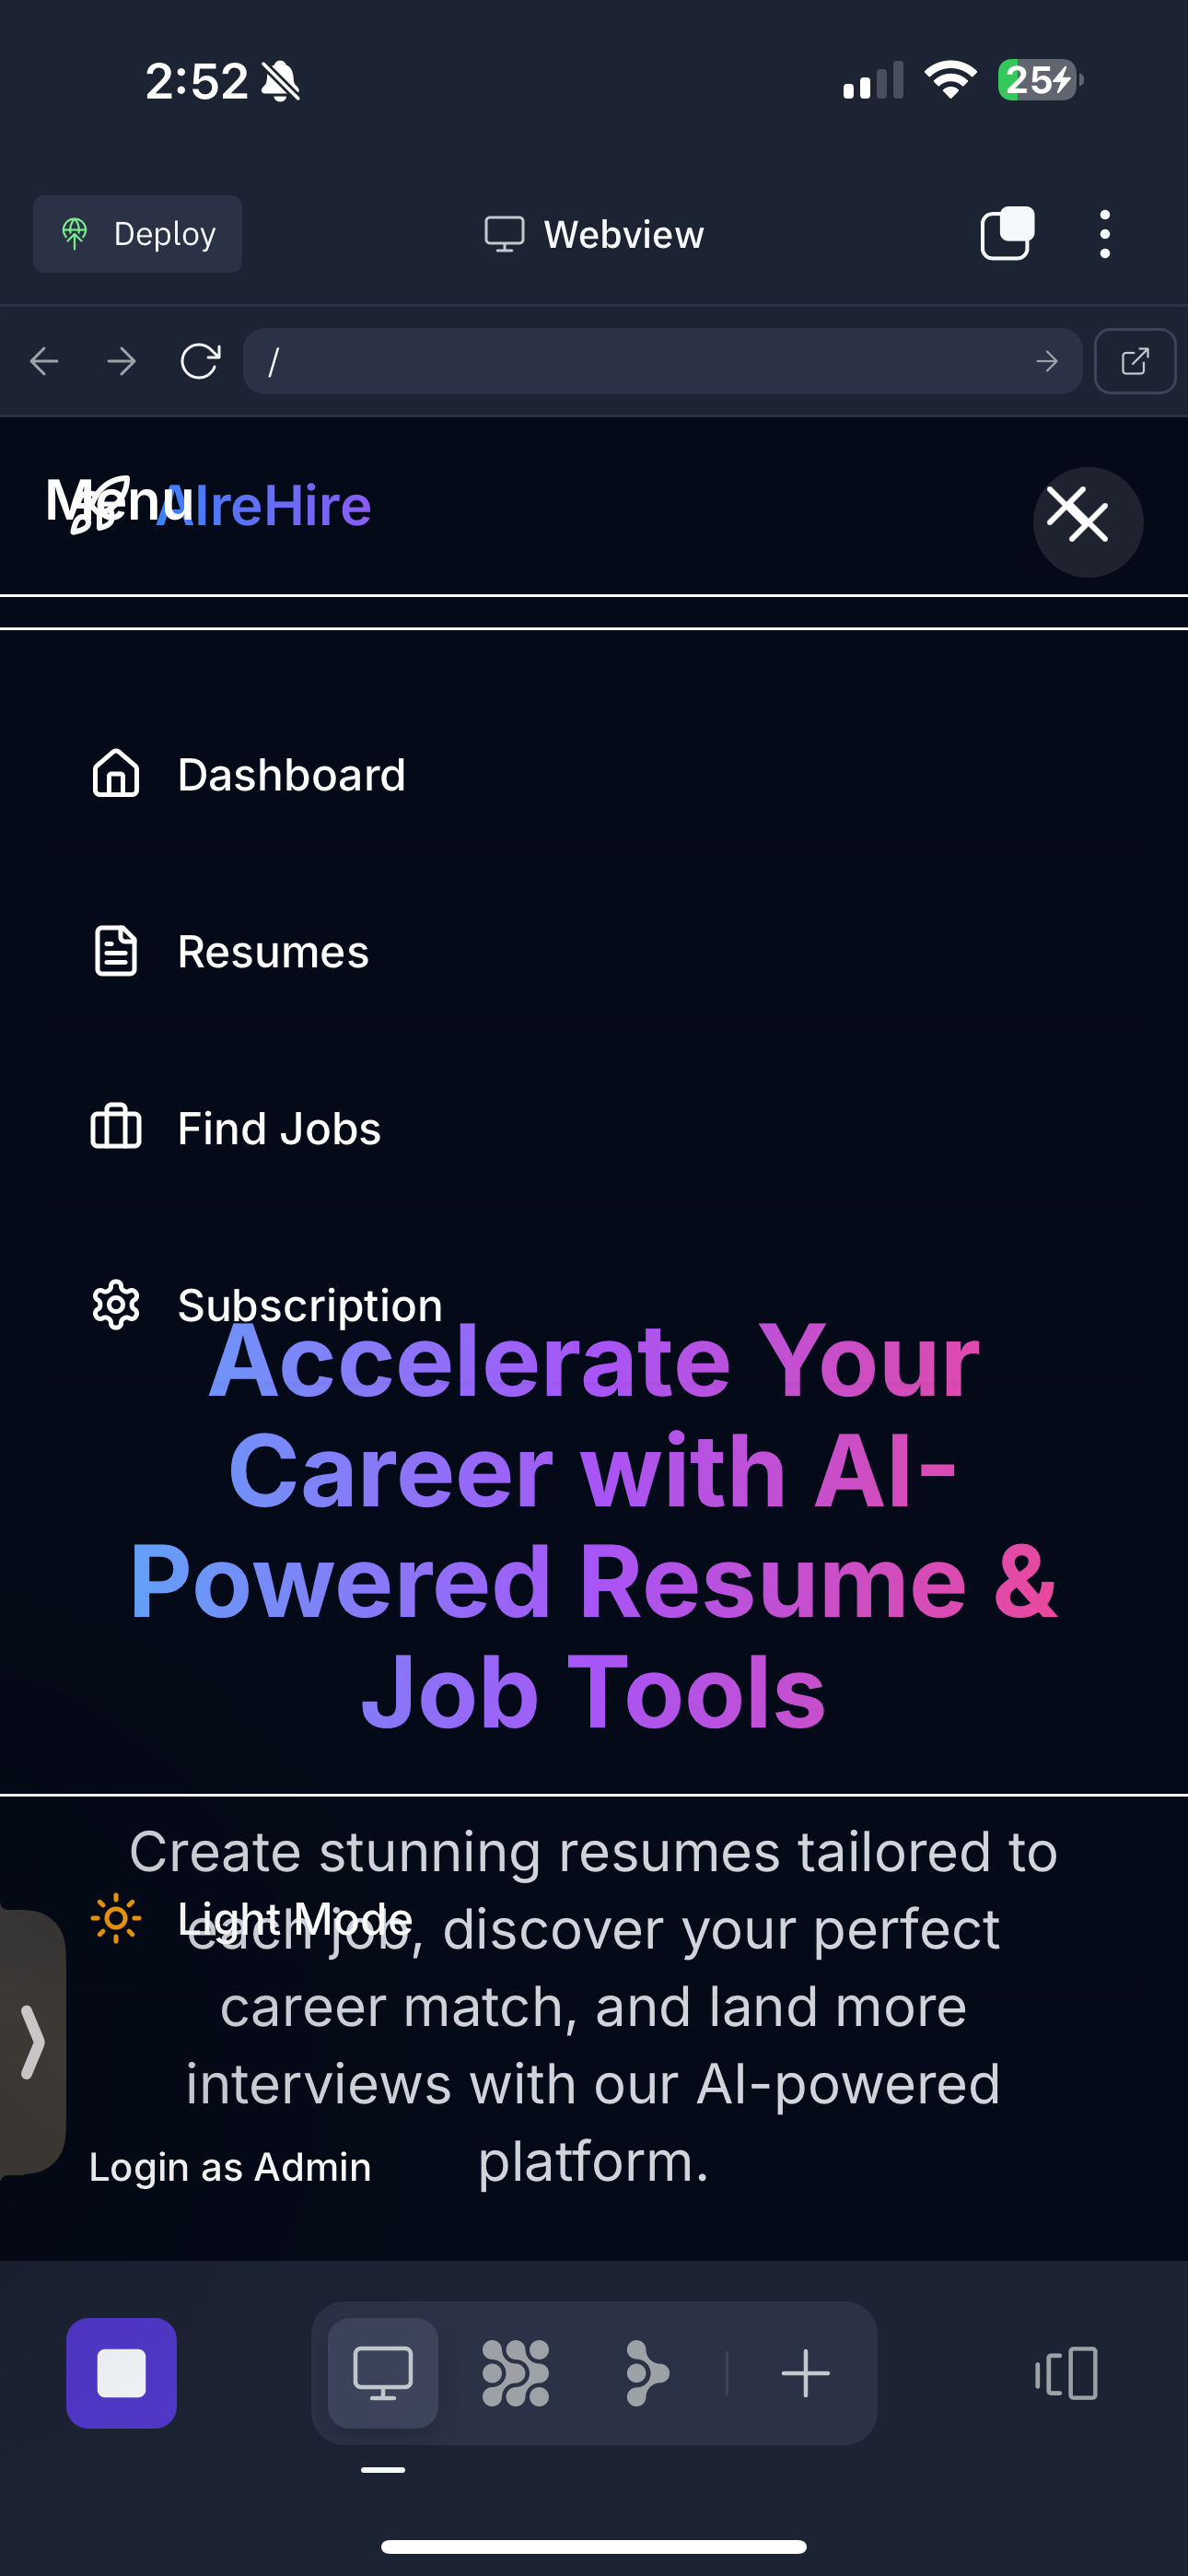 2:52
25
Deploy
Webview
/
Menu
AIreHire
Dashboard
Resumes
Find Jobs
Subscription
Accelerate Your
Career with AI-
Powered Resume &
Job Tools
Create stunning resumes tailored to
Light Mode
each job, discover your perfect
career match, and land more
interviews with our AI-powered
platform.
Login as Admin